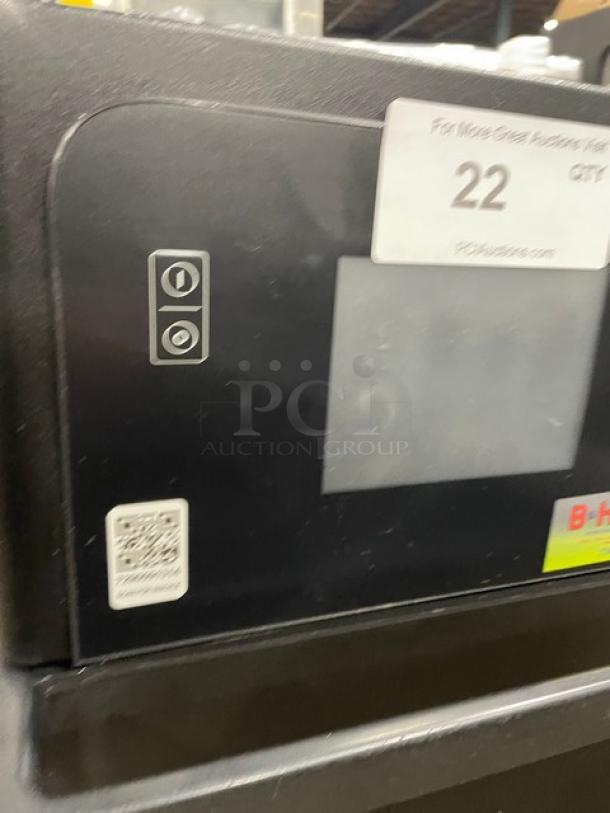 For More Great Auctions Visit
22
QTY
PCIAuctions.com
PCI
AUCTION GROUP
B-H